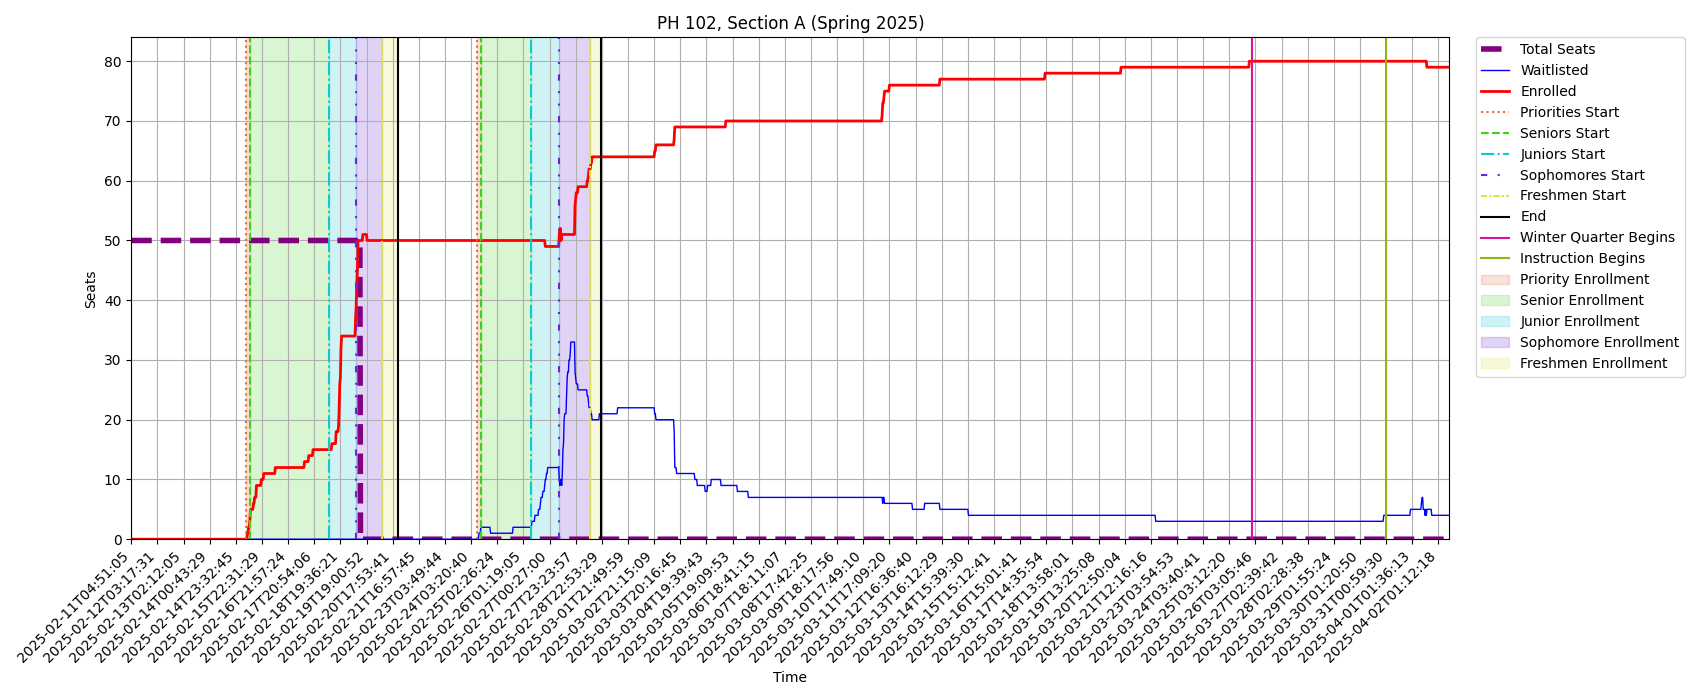 PH 102, Section A (Spring 2025)
Total Seats
Waitlisted
Enrolled
Priorities Start
Seniors Start
Juniors Start
Sophomores Start
Freshmen Start
End
Winter Quarter Begins
Instruction Begins
Priority Enrollment
Senior Enrollment
Junior Enrollment
Sophomore Enrollment
Freshmen Enrollment
Seats
80
70
60
50
40
30
20
10
0
2025-02-11T04:51:05
2025-02-12T03:17:31
2025-02-13T02:12:05
2025-02-14T00:43:29
2025-02-14T23:32:45
2025-02-15T22:31:29
2025-02-16T21:57:24
2025-02-17T20:54:06
2025-02-18T19:36:21
2025-02-19T19:00:52
2025-02-20T17:53:41
2025-02-21T16:57:45
2025-02-24T03:49:44
2025-02-24T03:20:40
2025-02-25T02:26:24
2025-02-26T01:19:05
2025-02-27T00:27:00
2025-02-27T23:23:57
2025-02-28T22:53:29
2025-03-01T21:49:59
2025-03-02T21:15:09
2025-03-03T20:16:45
2025-03-04T19:39:43
2025-03-05T19:09:53
2025-03-06T18:41:15
2025-03-07T18:11:07
2025-03-08T17:42:25
2025-03-09T18:17:56
2025-03-10T17:49:10
2025-03-11T17:09:20
2025-03-12T16:36:40
2025-03-13T16:12:29
2025-03-14T15:39:30
2025-03-15T15:12:41
2025-03-16T15:01:41
2025-03-17T14:35:54
2025-03-18T13:58:01
2025-03-19T13:25:08
2025-03-20T12:50:04
2025-03-21T12:16:16
2025-03-23T03:54:53
2025-03-24T03:40:41
2025-03-25T03:12:20
2025-03-26T03:05:46
2025-03-27T02:39:42
2025-03-28T02:28:38
2025-03-29T01:55:24
2025-03-30T01:20:50
2025-03-31T00:59:30
2025-04-01T01:36:13
2025-04-02T01:12:18
Time